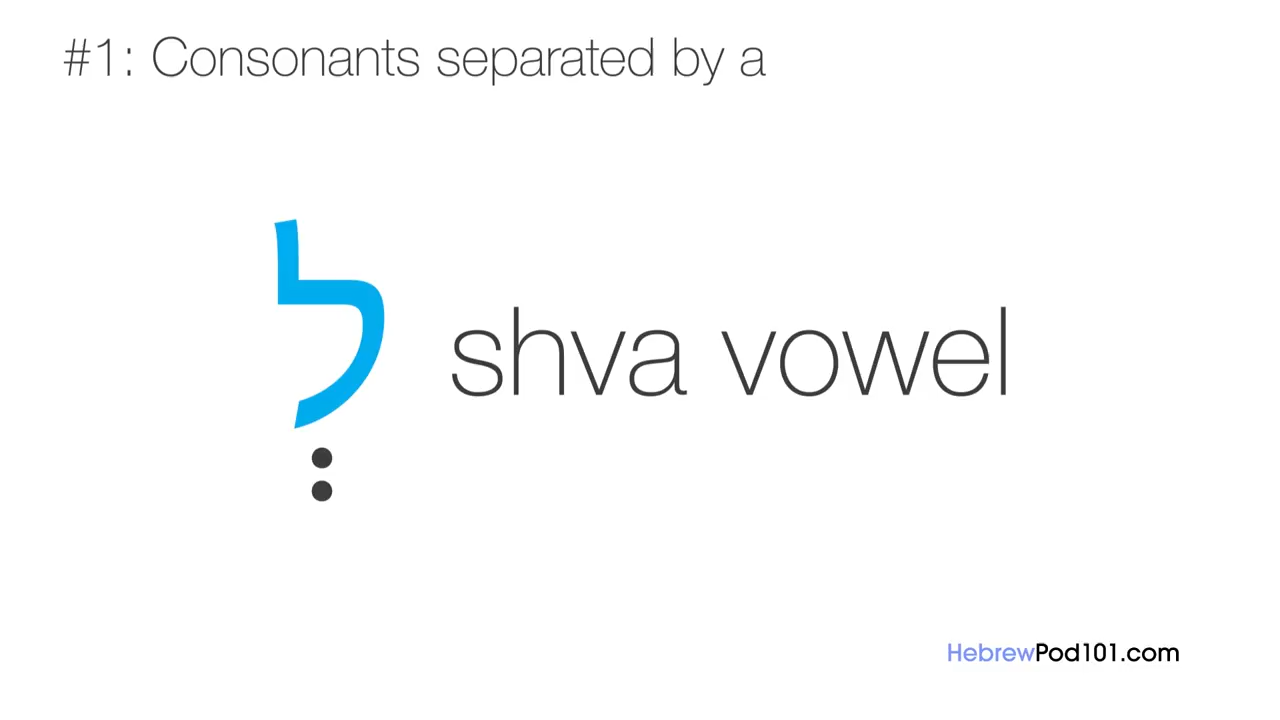 #1: Consonants separated by a
לְ shva vowel
HebrewPod101.com